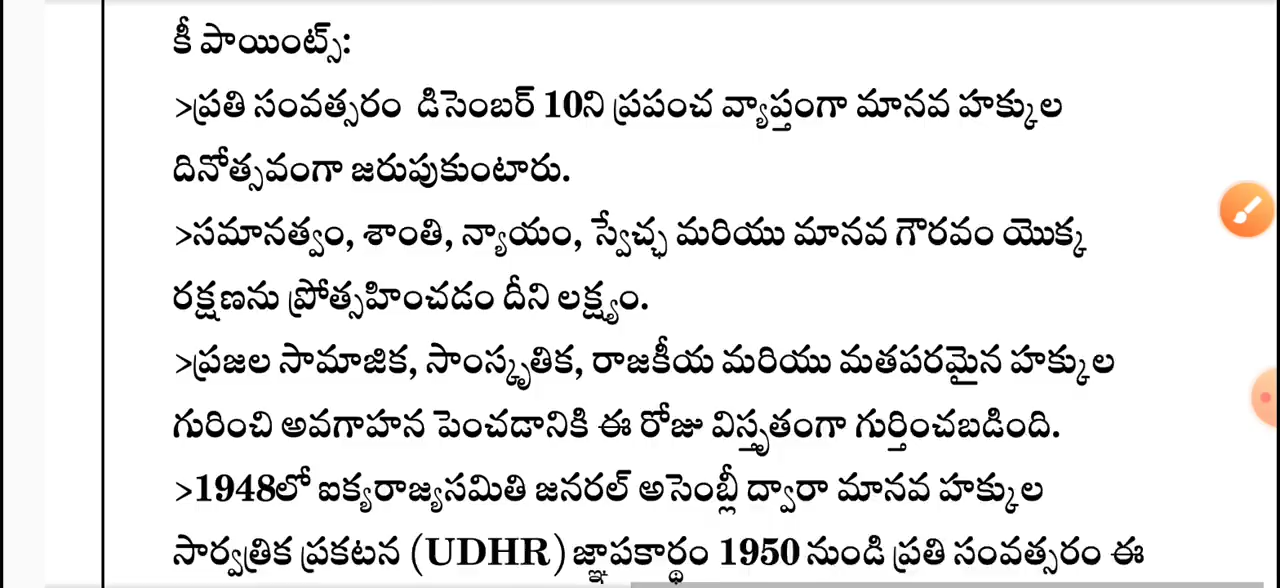 కీ పాయింట్స్:
>ప్రతి సంవత్సరం డిసెంబర్ 10ని ప్రపంచ వ్యాప్తంగా మానవ హక్కుల
దినోత్సవంగా జరుపుకుంటారు.
>సమానత్వం, శాంతి, న్యాయం, స్వేచ్ఛ మరియు మానవ గౌరవం యొక్క
రక్షణను ప్రోత్సహించడం దీని లక్ష్యం.
>ప్రజల సామాజిక, సాంస్కృతిక, రాజకీయ మరియు మతపరమైన హక్కుల
గురించి అవగాహన పెంచడానికి ఈ రోజు విస్తృతంగా గుర్తించబడింది.
>1948లో ఐక్యరాజ్యసమితి జనరల్ అసెంబ్లీ ద్వారా మానవ హక్కుల
సార్వత్రిక ప్రకటన (UDHR) జ్ఞాపకార్థం 1950 నుండి ప్రతి సంవత్సరం ఈ